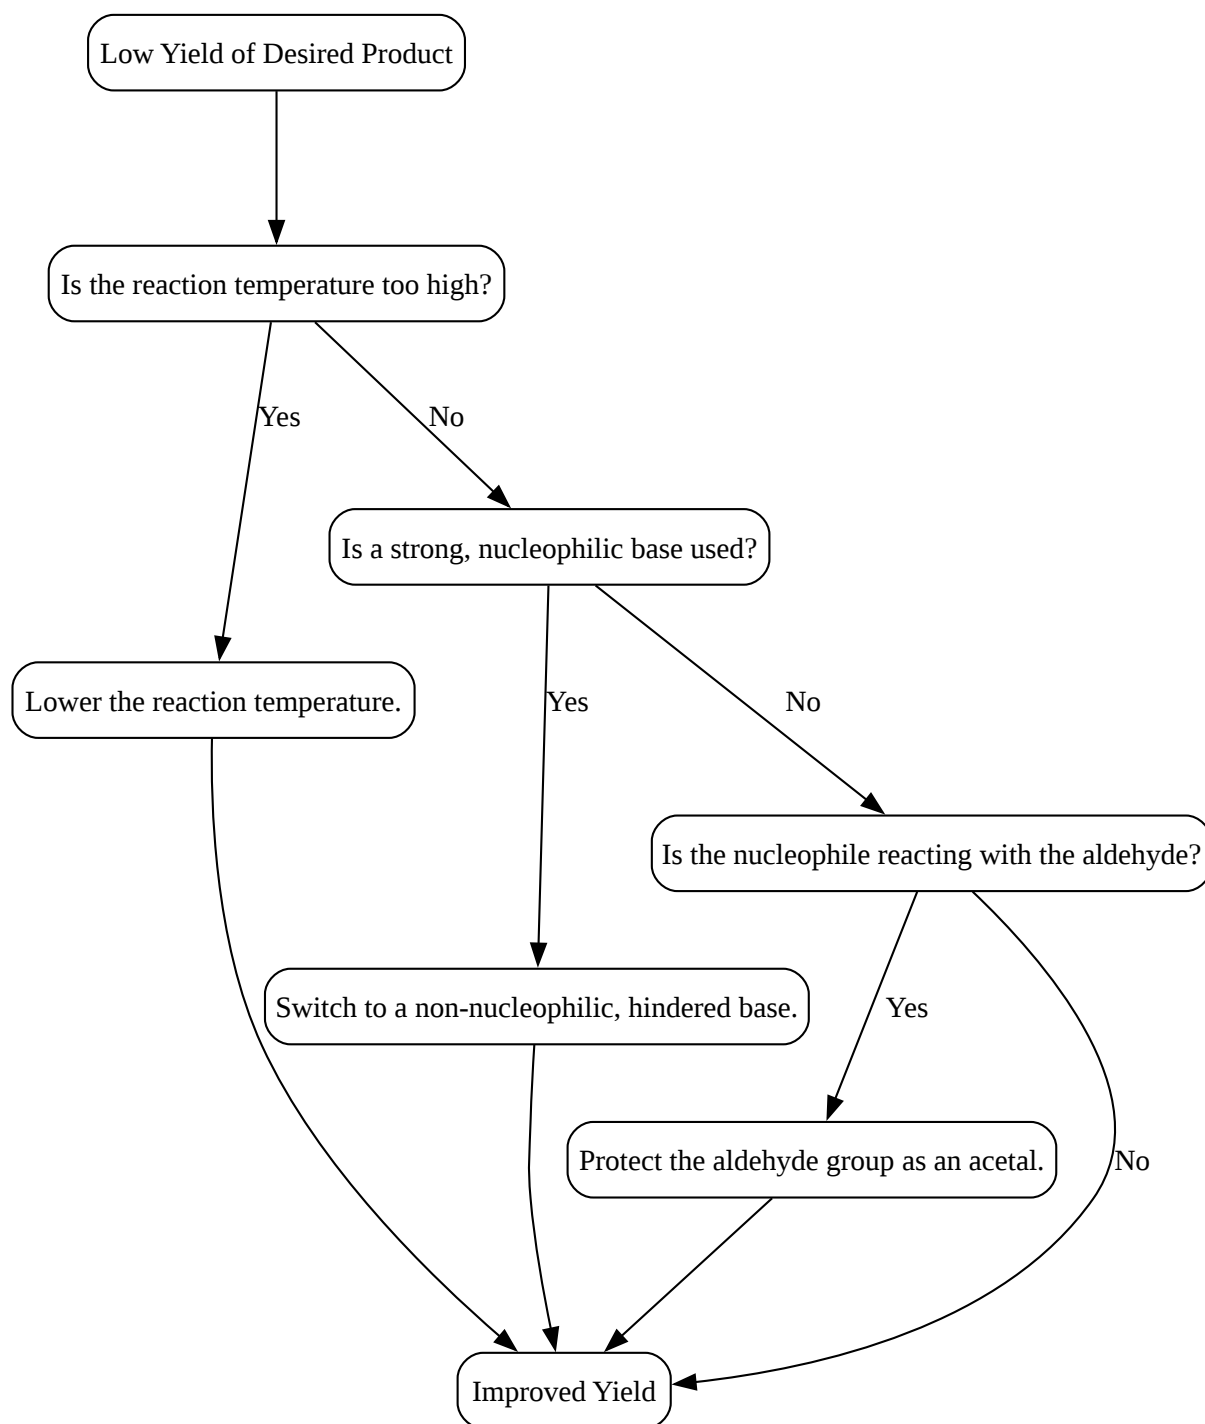 Low Yield of Desired Product
Is the reaction temperature too high?
Yes
No
Is a strong, nucleophilic base used?
Lower the reaction temperature.
Yes
No
Is the nucleophile reacting with the aldehyde?
Switch to a non-nucleophilic, hindered base.
Yes
Protect the aldehyde group as an acetal.
No
Improved Yield